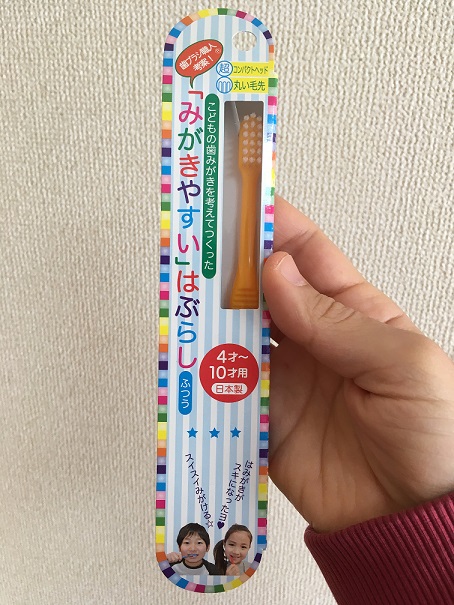 歯ブラシ職人
考案!
超 コンパクトヘッド
丸い毛先
こどもの歯みがきを考えてつくった
「みがきやすい」はぶらし
ふつう
4才~
10才用
日本製
★ ★ ★
はみがきが
スキになったヨ♥
スイスイみがける☆